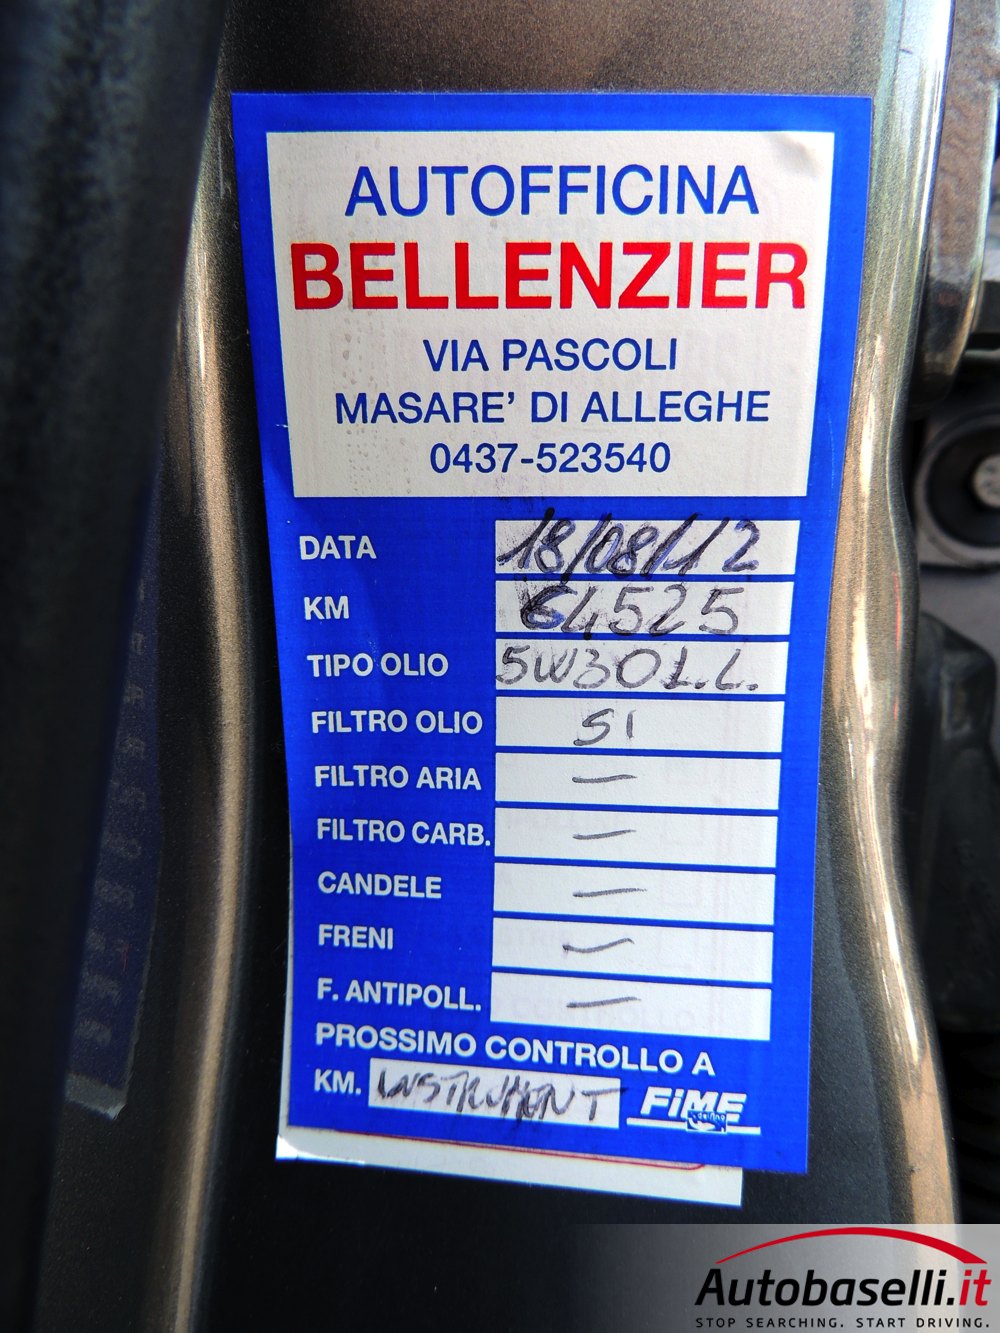 AUTOFFICINA
BELLENZIER
VIA PASCOLI
MASARE' DI ALLEGHE
0437-523540
DATA 18/08/12
KM 64525
TIPO OLIO 5W30 L.L.
FILTRO OLIO SI
FILTRO ARIA —
FILTRO CARB. —
CANDELE —
FRENI —
F. ANTIPOLL. —
PROSSIMO CONTROLLO A
KM. INSTRUMENT FiME
Autobaselli.it
STOP SEARCHING. START DRIVING.